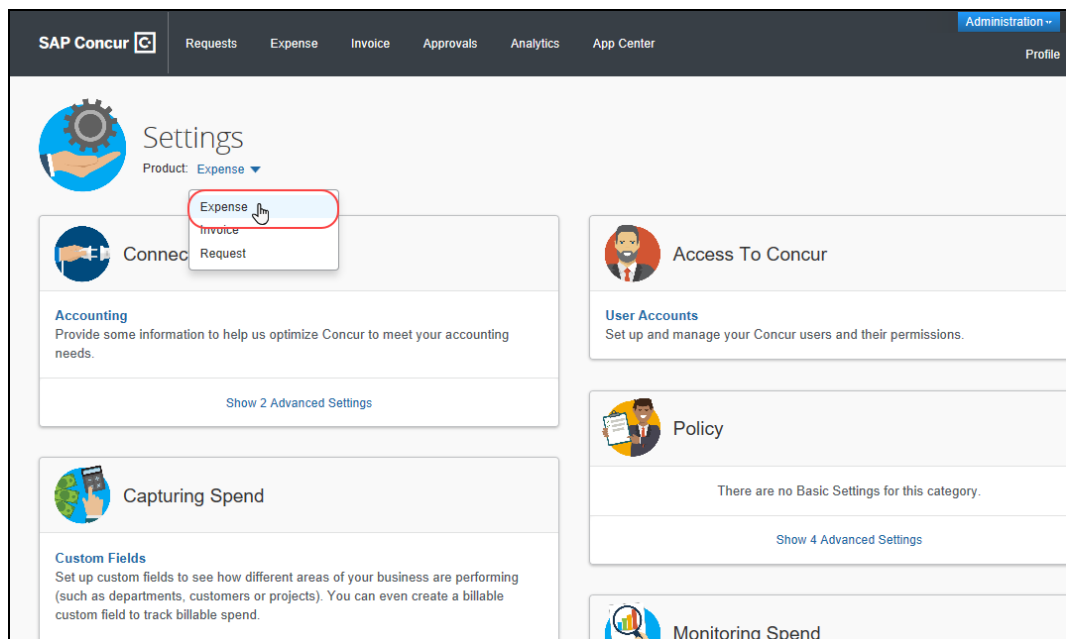 Administration
SAP Concur C
Requests
Expense
Invoice
Approvals
Analytics
App Center
Profile
Settings
Product: Expense
Expense
Invoice
Request
Connec
Accounting
Provide some information to help us optimize Concur to meet your accounting
needs.
Show 2 Advanced Settings
Capturing Spend
Custom Fields
Set up custom fields to see how different areas of your business are performing
(such as departments, customers or projects). You can even create a billable
custom field to track billable spend.
Access To Concur
User Accounts
Set up and manage your Concur users and their permissions.
Policy
There are no Basic Settings for this category.
Show 4 Advanced Settings
Monitoring Spend